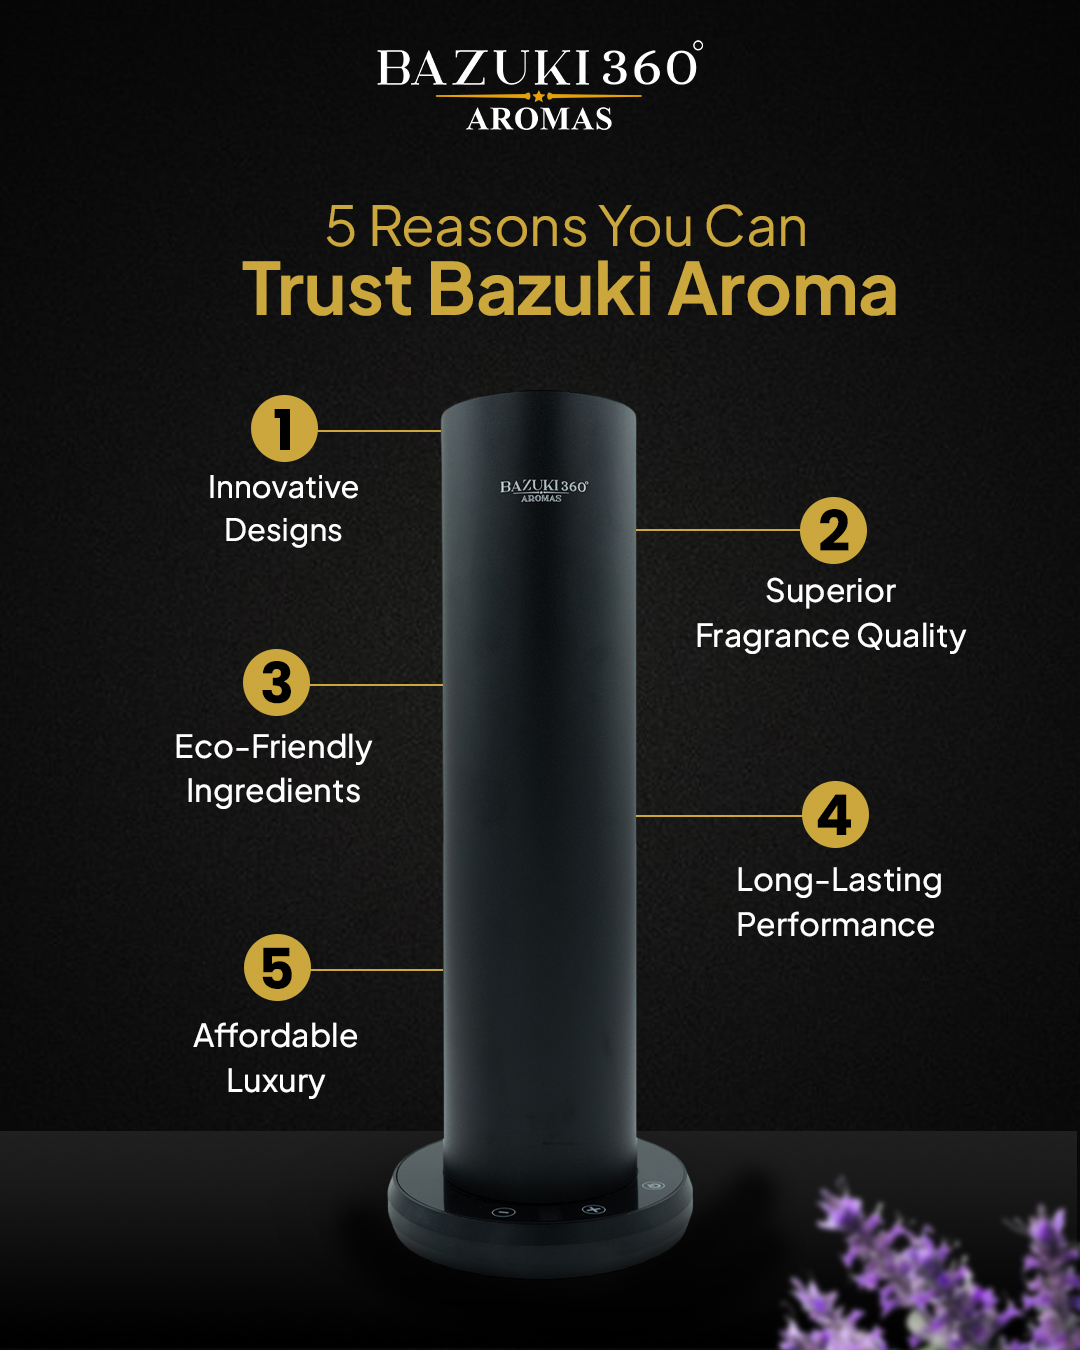 BAZUKI 360°
AROMAS
5 Reasons You Can
Trust Bazuki Aroma
1
Innovative
Designs
BAZUKI 360°
AROMAS
2
Superior
Fragrance Quality
3
Eco-Friendly
Ingredients
4
Long-Lasting
Performance
5
Affordable
Luxury